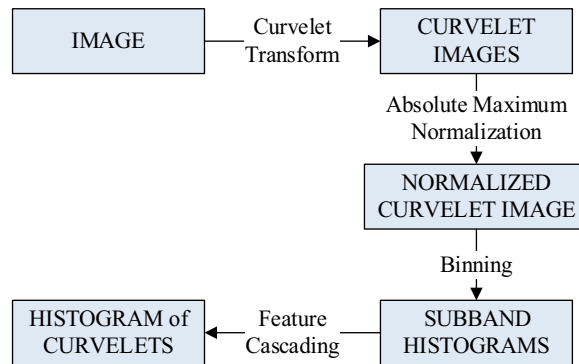 IMAGE
Curvelet
Transform
CURVELET
IMAGES
Absolute Maximum
Normalization
NORMALIZED
CURVELET IMAGE
Binning
SUBBAND
HISTOGRAMS
Feature
Cascading
HISTOGRAM of
CURVELETS